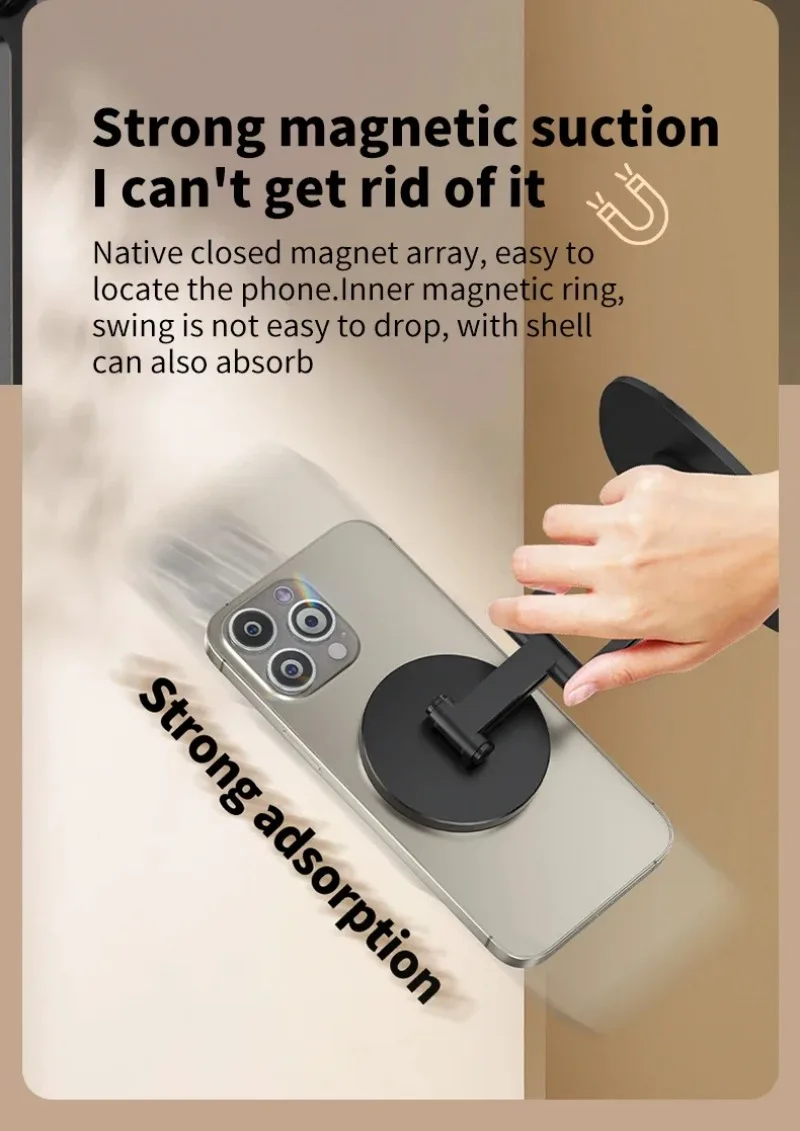 Strong magnetic suction
I can't get rid of it
Native closed magnet array, easy to
locate the phone.Inner magnetic ring,
swing is not easy to drop, with shell
can also absorb
Strong adsorption